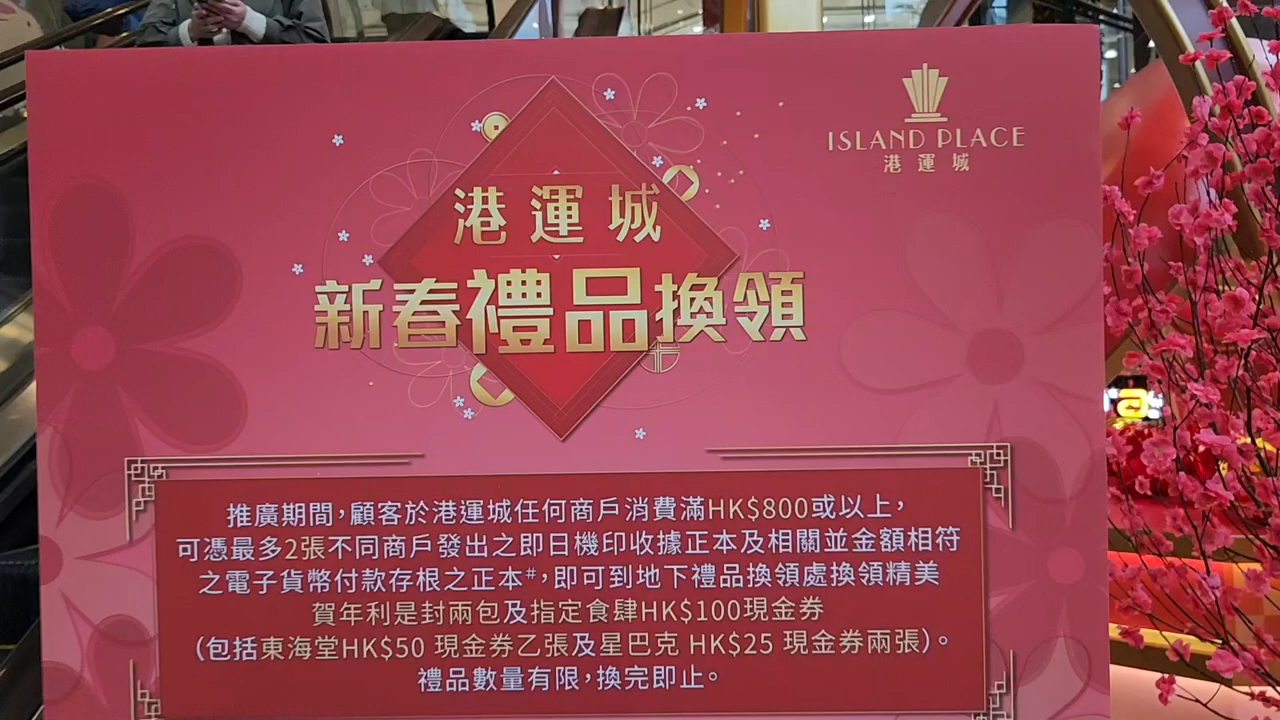 ISLAND PLACE
港運城
港運城
新春禮品換領
推廣期間，顧客於港運城任何商戶消費滿HK$800或以上，
可憑最多2張不同商戶發出之即日機印收據正本及相關並金額相符
之電子貨幣付款存根之正本#，即可到地下禮品換領處換領精美
賀年利是封兩包及指定食肆HK$100現金券
(包括東海堂HK$50 現金券乙張及星巴克 HK$25 現金券兩張)。
禮品數量有限，換完即止。
a